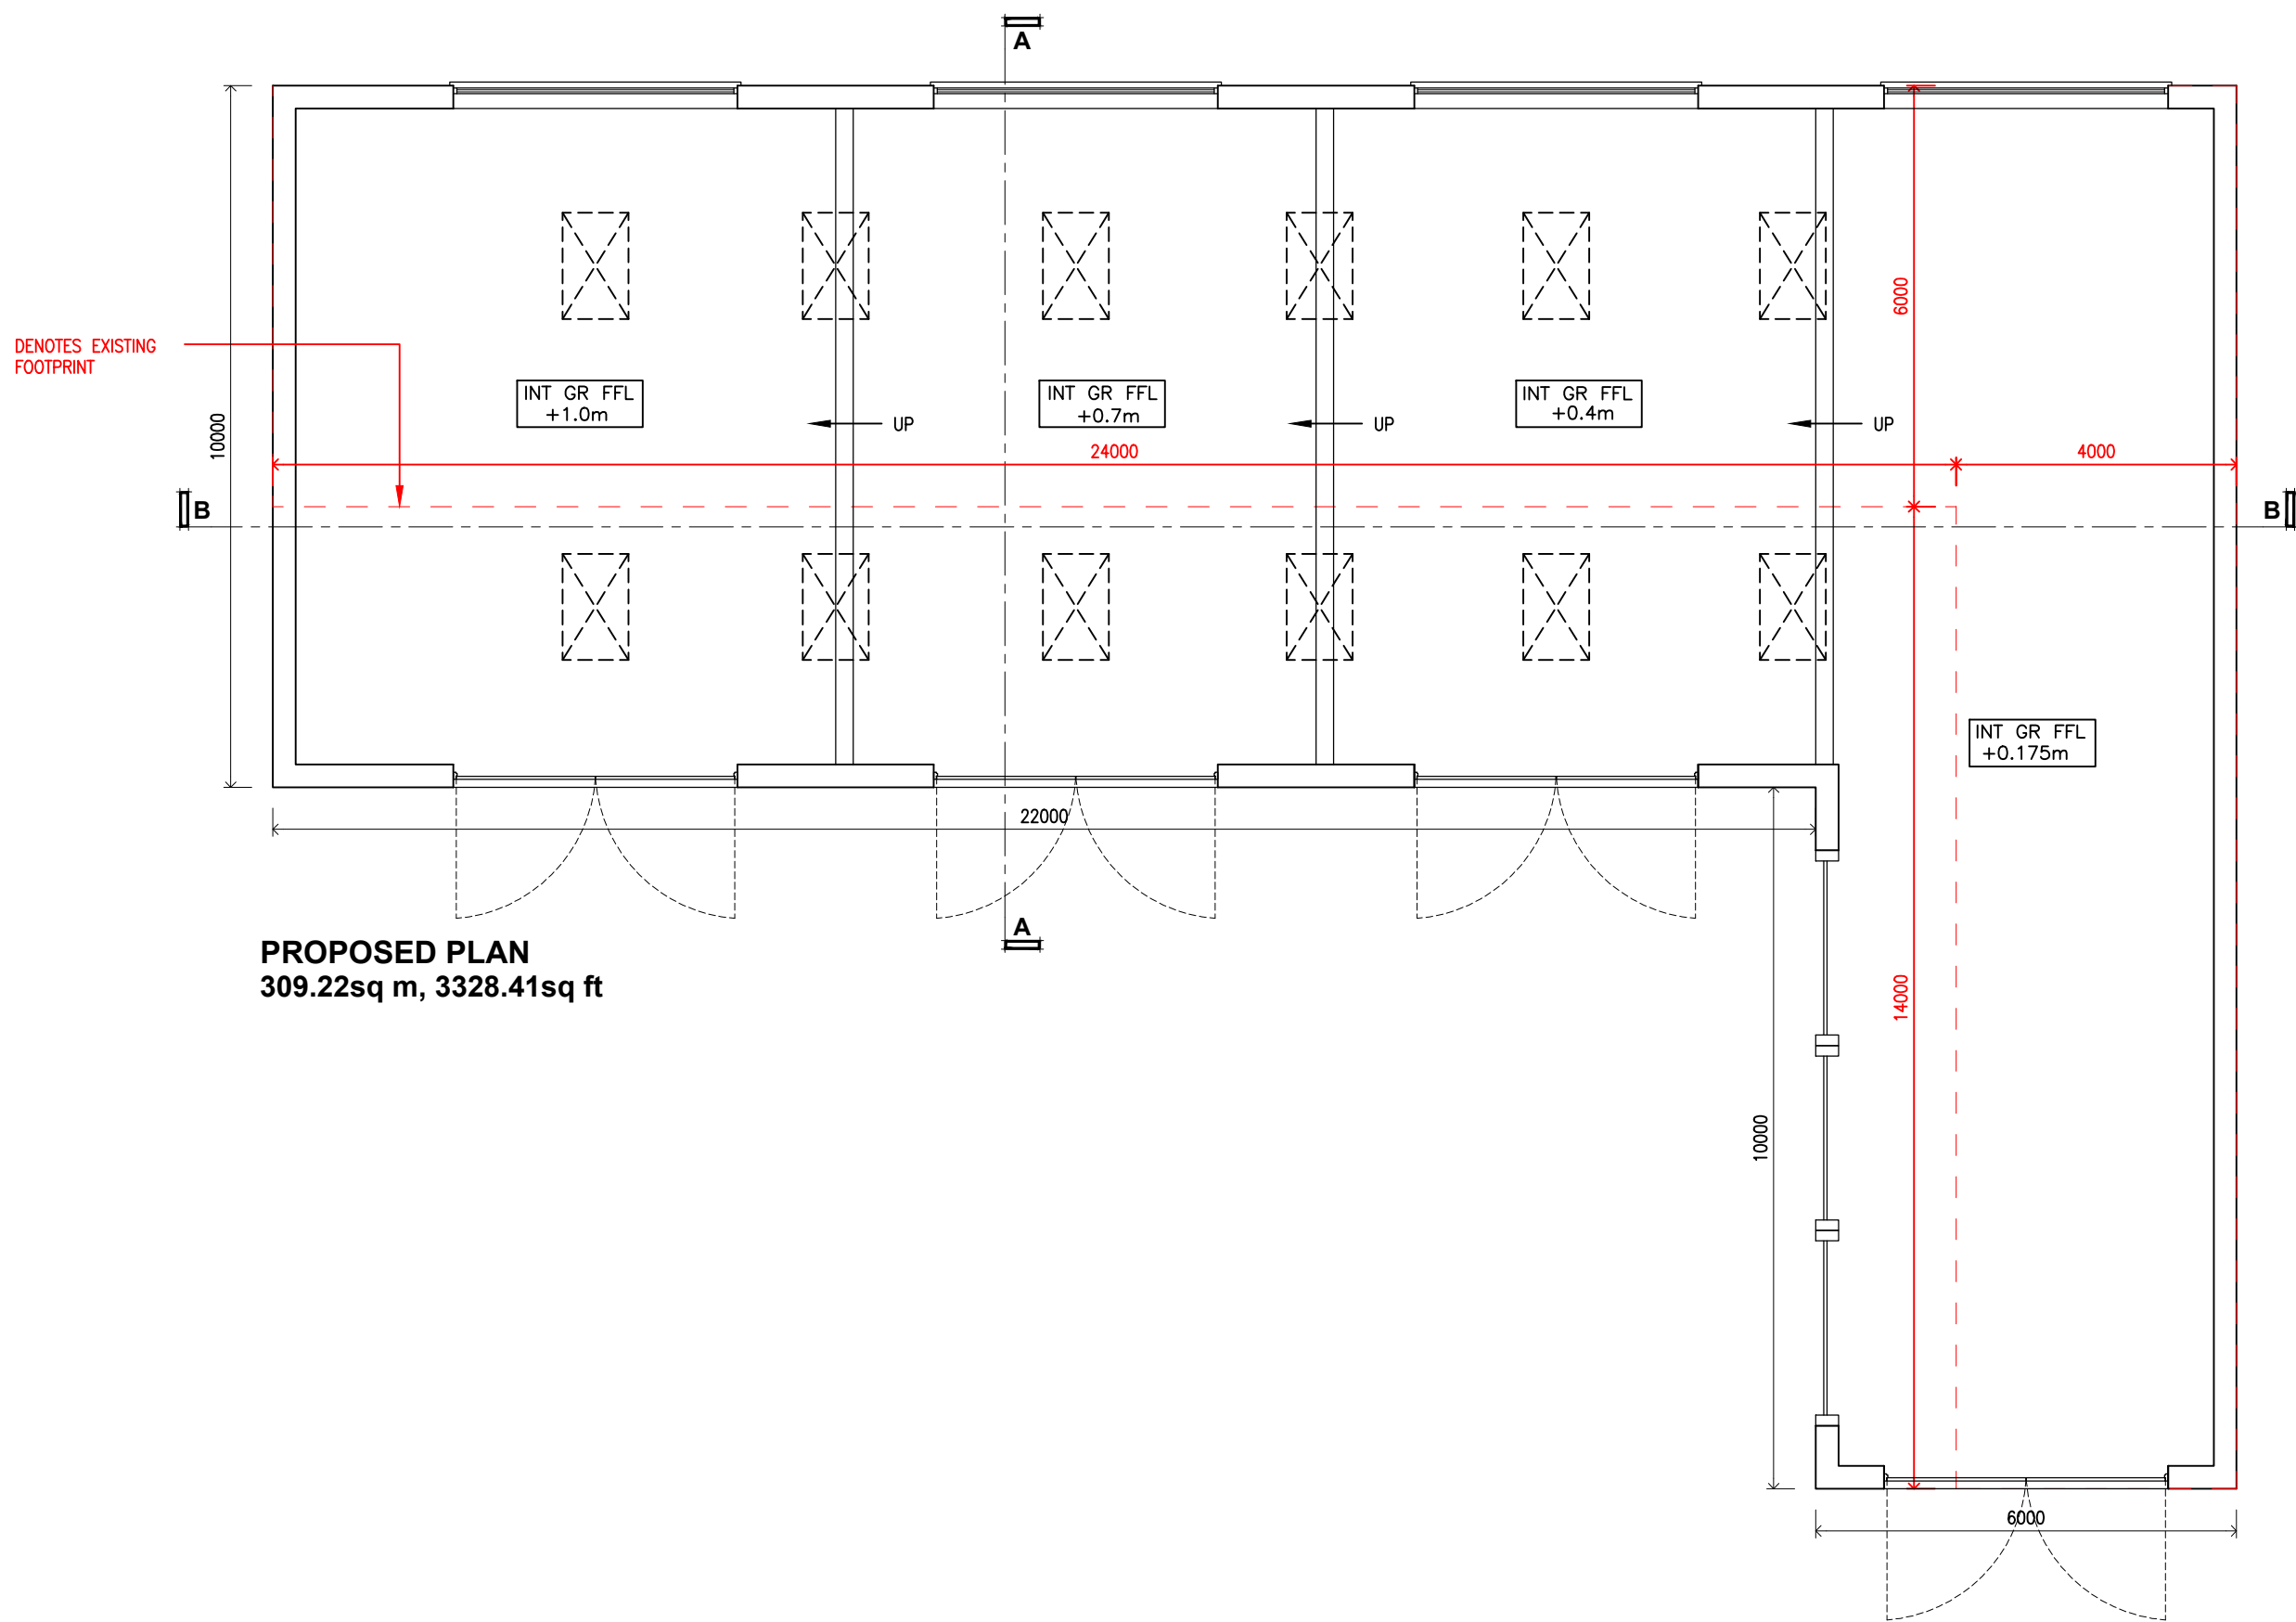 A
DENOTES EXISTING
FOOTPRINT
10000
6000
INT GR FFL
+1.0m
UP
INT GR FFL
+0.7m
UP
INT GR FFL
+0.4m
UP
24000
4000
B
B
INT GR FFL
+0.175m
22000
A
PROPOSED PLAN
309.22sq m, 3328.41sq ft
14000
10000
6000